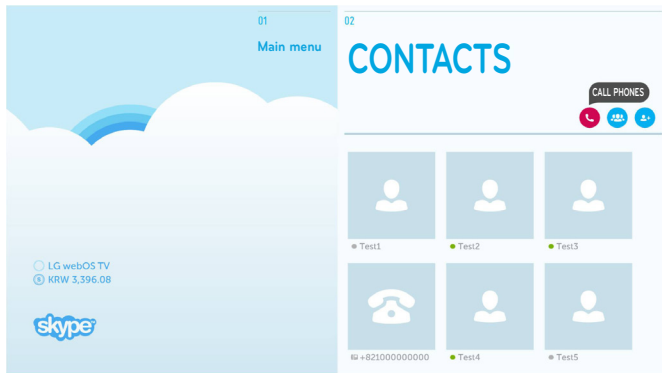 01
Main menu
LG webOS TV
KRW 3,396.08
skype
02
CONTACTS
CALL PHONES
Test1
Test2
Test3
+821000000000
Test4
Test5